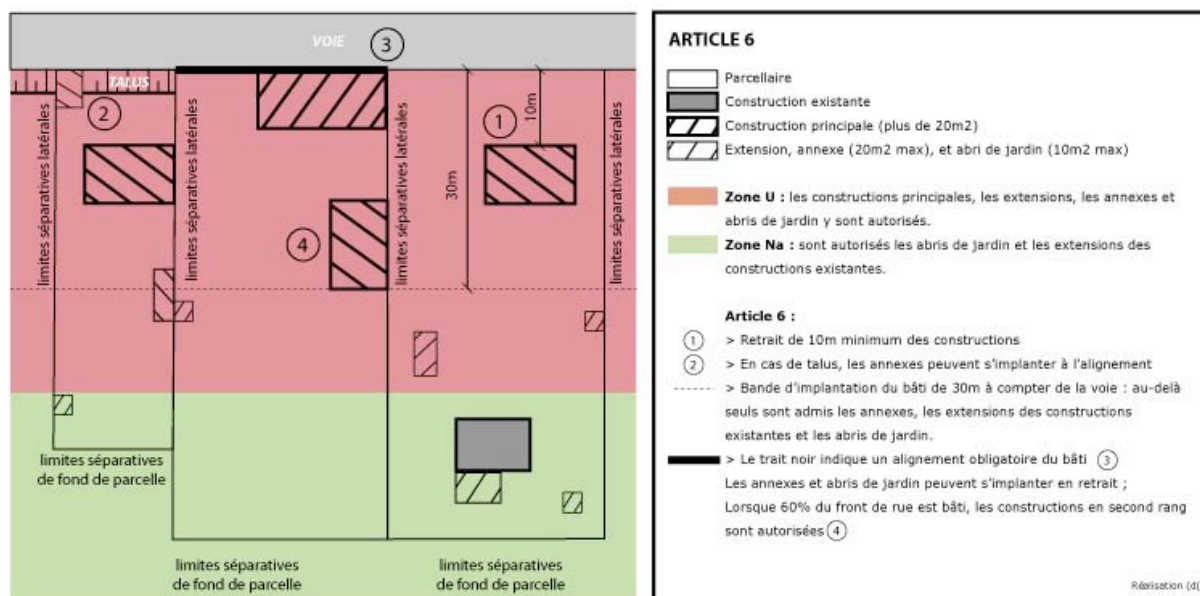 VOIE
3
TALUS
2
limites séparatives latérales
limites séparatives latérales
limites séparatives latérales
limites séparatives latérales
1
10m
30m
4
limites séparatives
de fond de parcelle
limites séparatives
de fond de parcelle
limites séparatives
de fond de parcelle
ARTICLE 6
Parcellaire
Construction existante
Construction principale (plus de 20m2)
Extension, annexe (20m2 max), et abri de jardin (10m2 max)
Zone U : les constructions principales, les extensions, les annexes et
abris de jardin y sont autorisés.
Zone Na : sont autorisés les abris de jardin et les extensions des
constructions existantes.
Article 6 :
1 > Retrait de 10m minimum des constructions
2 > En cas de talus, les annexes peuvent s'implanter à l'alignement
> Bande d'implantation du bâti de 30m à compter de la voie : au-delà
seuls sont admis les annexes, les extensions des constructions
existantes et les abris de jardin.
> Le trait noir indique un alignement obligatoire du bâti 3
Les annexes et abris de jardin peuvent s'implanter en retrait ;
Lorsque 60% du front de rue est bâti, les constructions en second rang
sont autorisées 4
Réalisation (d(